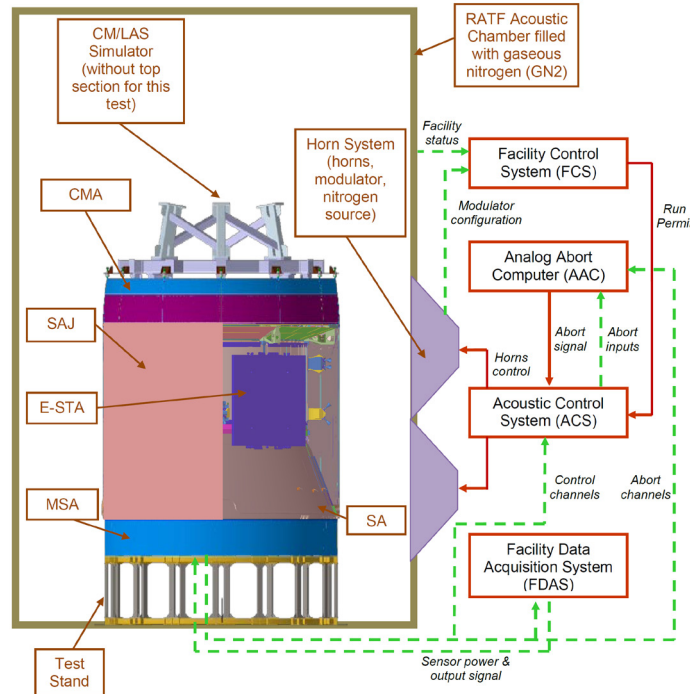 CM/LAS
Simulator
(without top
section for this
test)
RATF Acoustic
Chamber filled
with gaseous
nitrogen (GN2)
Horn System
(horns,
modulator,
nitrogen
source)
Facility
status
Facility Control
System (FCS)
Modulator
configuration
Run
Permit
CMA
Analog Abort
Computer (AAC)
SAJ
Abort
signal
Abort
inputs
Horns
control
E-STA
Acoustic Control
System (ACS)
Control
channels
Abort
channels
MSA
SA
Facility Data
Acquisition System
(FDAS)
Test
Stand
Sensor power &
output signal